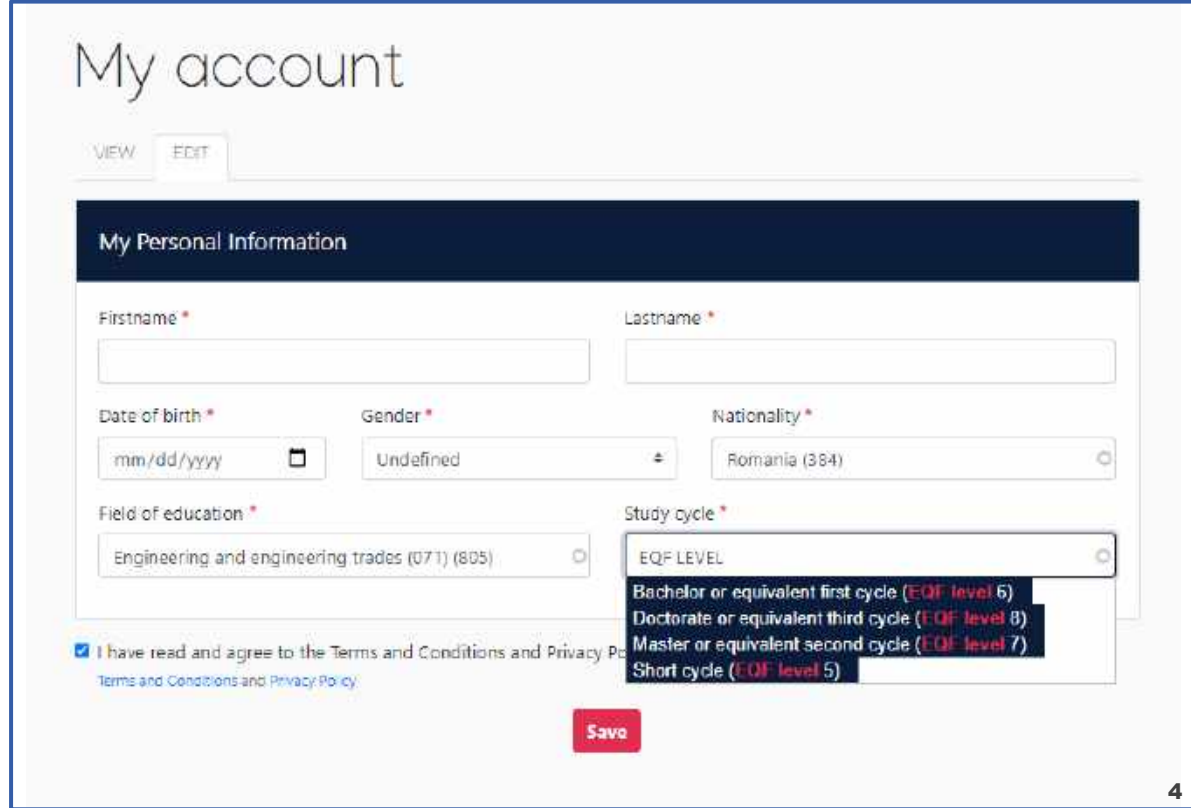 My account
VIEW EDIT
My Personal Information
Firstname * Lastname *
Date of birth * Gender * Nationality *
mm/dd/yyyy Undefined Romania (384)
Field of education * Study cycle *
Engineering and engineering trades (071) (805) EQF LEVEL
Bachelor or equivalent first cycle (EQF level 6)
Doctorate or equivalent third cycle (EQF level 8)
Master or equivalent second cycle (EQF level 7)
Short cycle (EQF level 5)
I have read and agree to the Terms and Conditions and Privacy Po
Terms and Conditions and Privacy Policy
Save
4